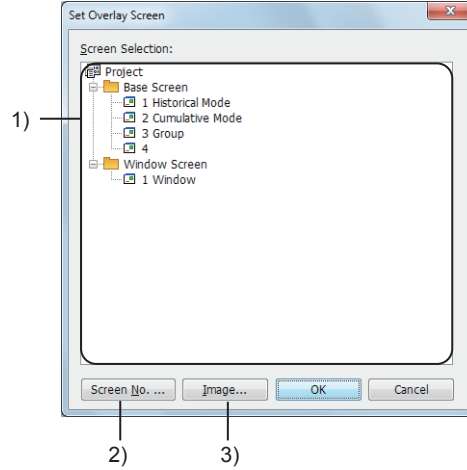 Set Overlay Screen
Screen Selection:
Project
Base Screen
1 Historical Mode
2 Cumulative Mode
3 Group
4
Window Screen
1 Window
1)
Screen No. ... Image... OK Cancel
2) 3)